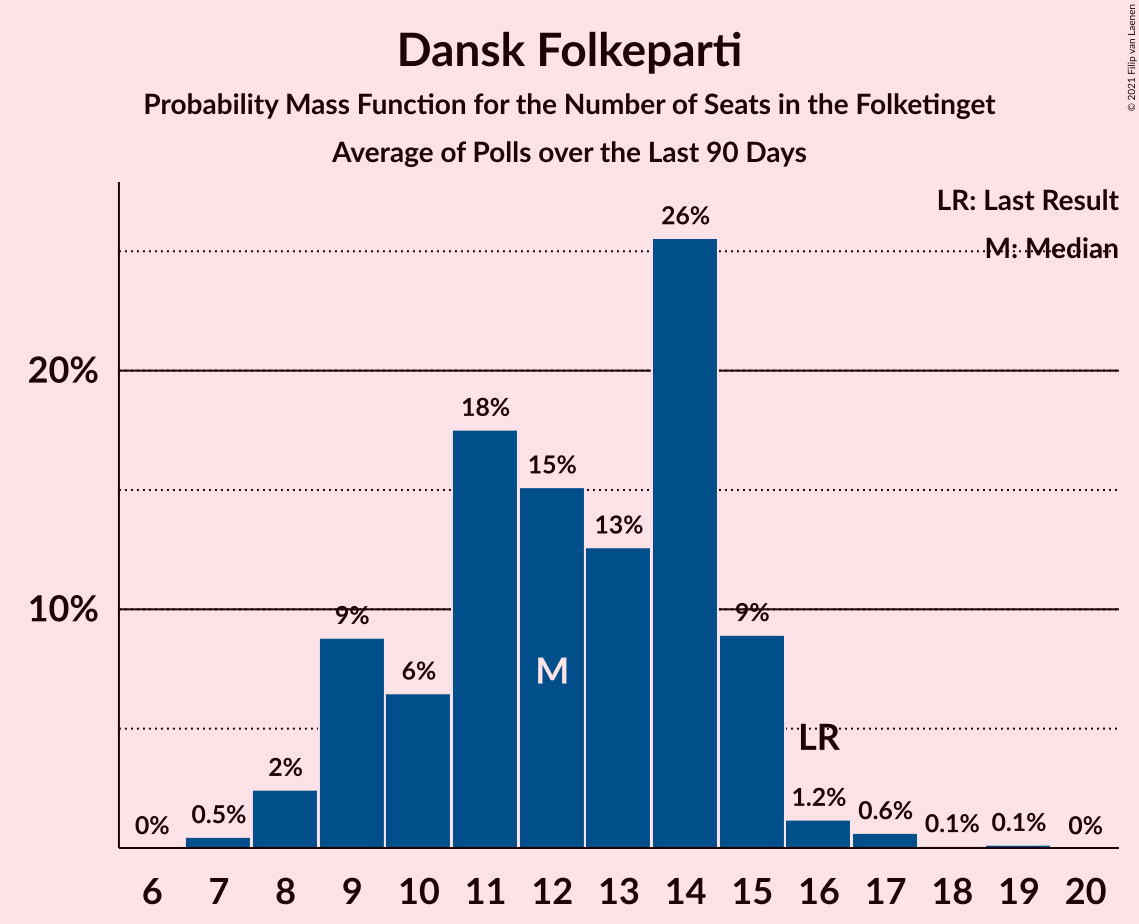 Dansk Folkeparti
Probability Mass Function for the Number of Seats in the Folketinget
Average of Polls over the Last 90 Days
© 2021 Filip van Laenen
LR: Last Result
M: Median
26%
20%
18%
15%
13%
10%
9%
9%
6%
M
LR
2%
1.2%
0.5%
0.6%
0%
0.1%
0.1%
0%
6 7 8 9 10 11 12 13 14 15 16 17 18 19 20